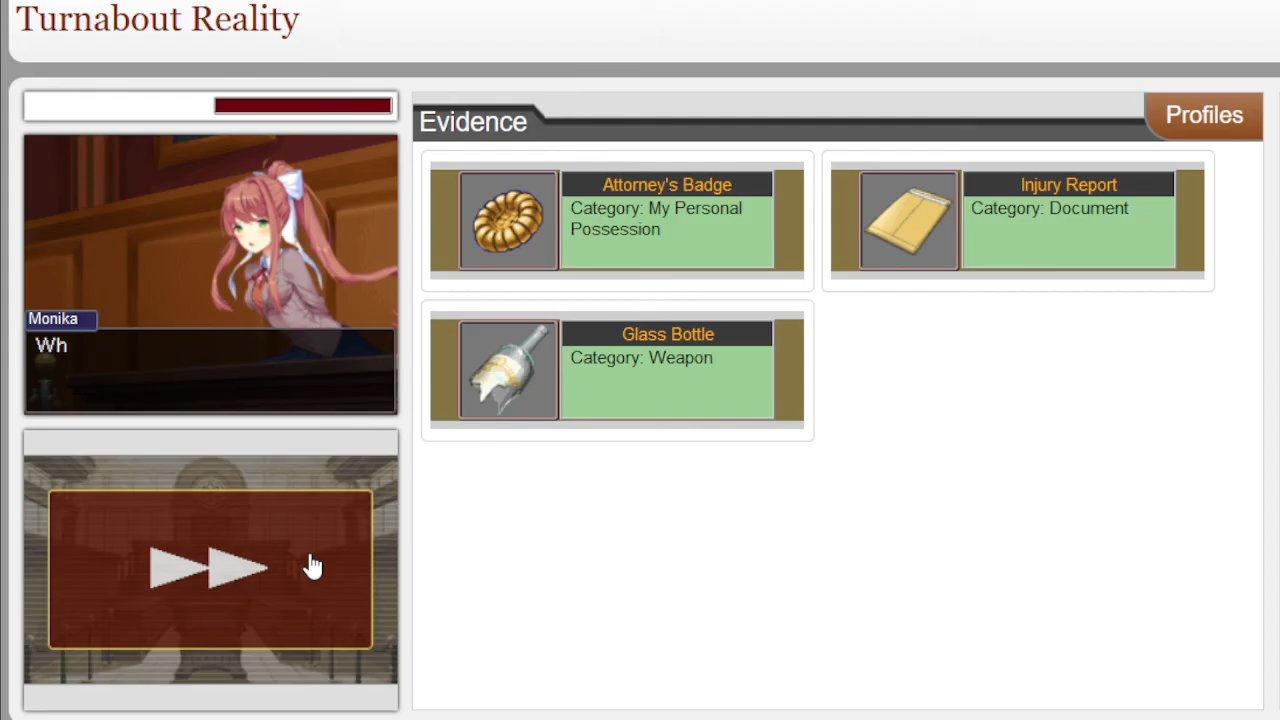 Turnabout Reality
Evidence
Profiles
Attorney's Badge
Category: My Personal
Possession
Injury Report
Category: Document
Glass Bottle
Category: Weapon
Monika
Wh